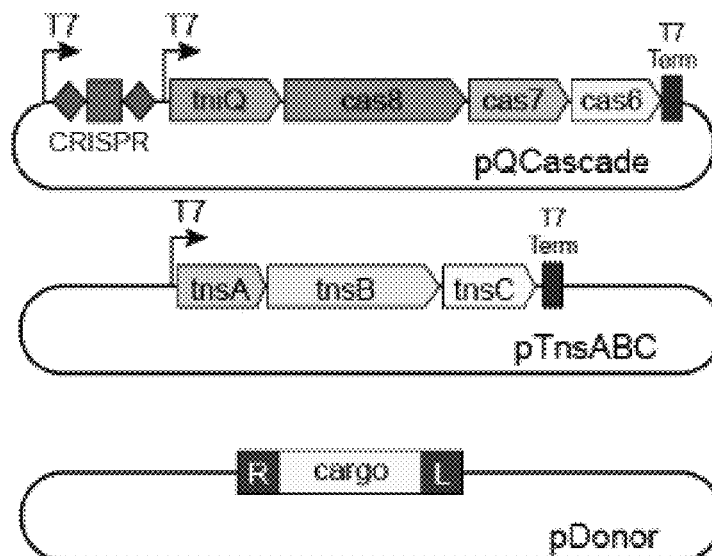 T7 T7 T7
Term
tniQ cas8 cas7 cas6
CRISPR
pQCascade
T7 T7
Term
tnsA tnsB tnsC
pTnsABC
R cargo L
pDonor